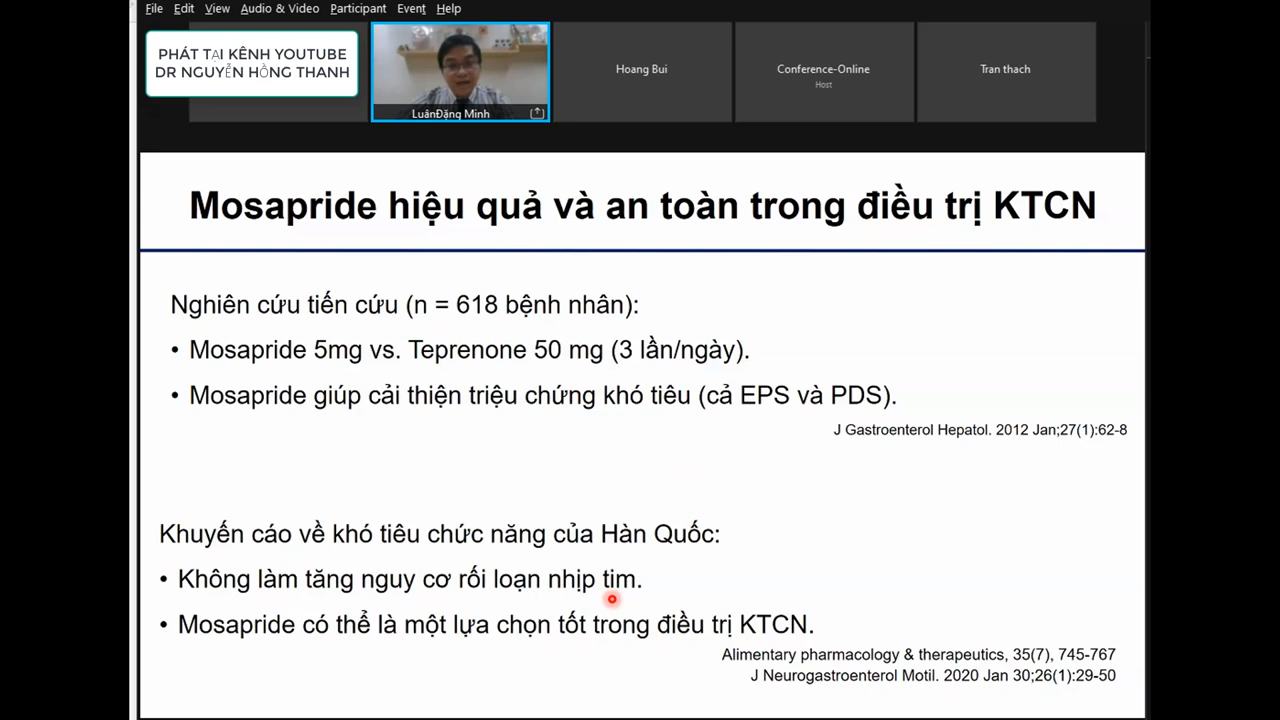 File Edit View Audio & Video Participant Event Help
PHÁT TẠI KÊNH YOUTUBE
DR NGUYỄN HỒNG THANH
LuânĐặng Minh
Hoang Bui
Conference-Online
Host
Tran thach
Mosapride hiệu quả và an toàn trong điều trị KTCN
Nghiên cứu tiến cứu (n = 618 bệnh nhân):
• Mosapride 5mg vs. Teprenone 50 mg (3 lần/ngày).
• Mosapride giúp cải thiện triệu chứng khó tiêu (cả EPS và PDS).
J Gastroenterol Hepatol. 2012 Jan;27(1):62-8
Khuyến cáo về khó tiêu chức năng của Hàn Quốc:
• Không làm tăng nguy cơ rối loạn nhịp tim.
• Mosapride có thể là một lựa chọn tốt trong điều trị KTCN.
Alimentary pharmacology & therapeutics, 35(7), 745-767
J Neurogastroenterol Motil. 2020 Jan 30;26(1):29-50